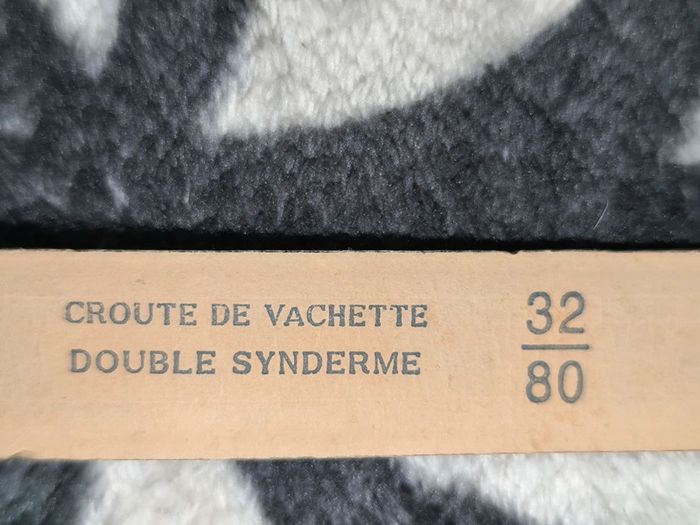 CROUTE DE VACHETTE
DOUBLE SYNDERME
32
80